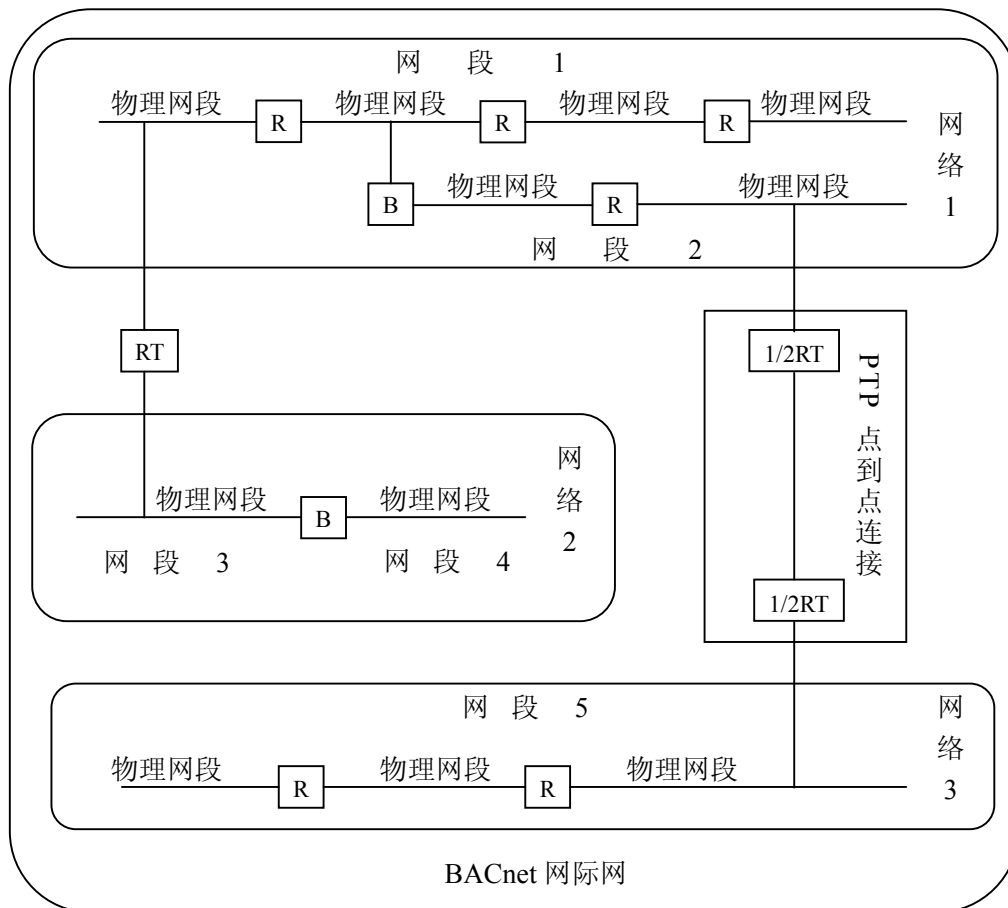 网 段 1
物理网段 R 物理网段 R 物理网段 R 物理网段
B 物理网段 R 物理网段
网 段 2
网络1
RT
1/2RT
PTP 点到点连接
1/2RT
物理网段 B 物理网段
网 段 3 网 段 4
网络2
网 段 5
物理网段 R 物理网段 R 物理网段
网络3
BACnet 网际网